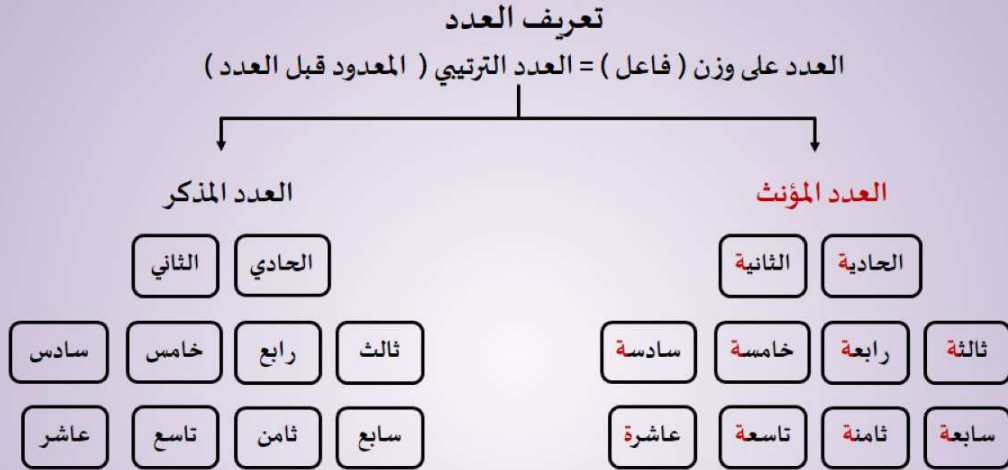 تعريف العدد
العدد على وزن ( فاعل ) = العدد الترتيبي ( المعدود قبل العدد )
العدد المؤنث
العدد المذكر
الحادية الثانية
الحادي الثاني
ثالثة رابعة خامسة سادسة
ثالث رابع خامس سادس
سابعة ثامنة تاسعة عاشرة
سابع ثامن تاسع عاشر